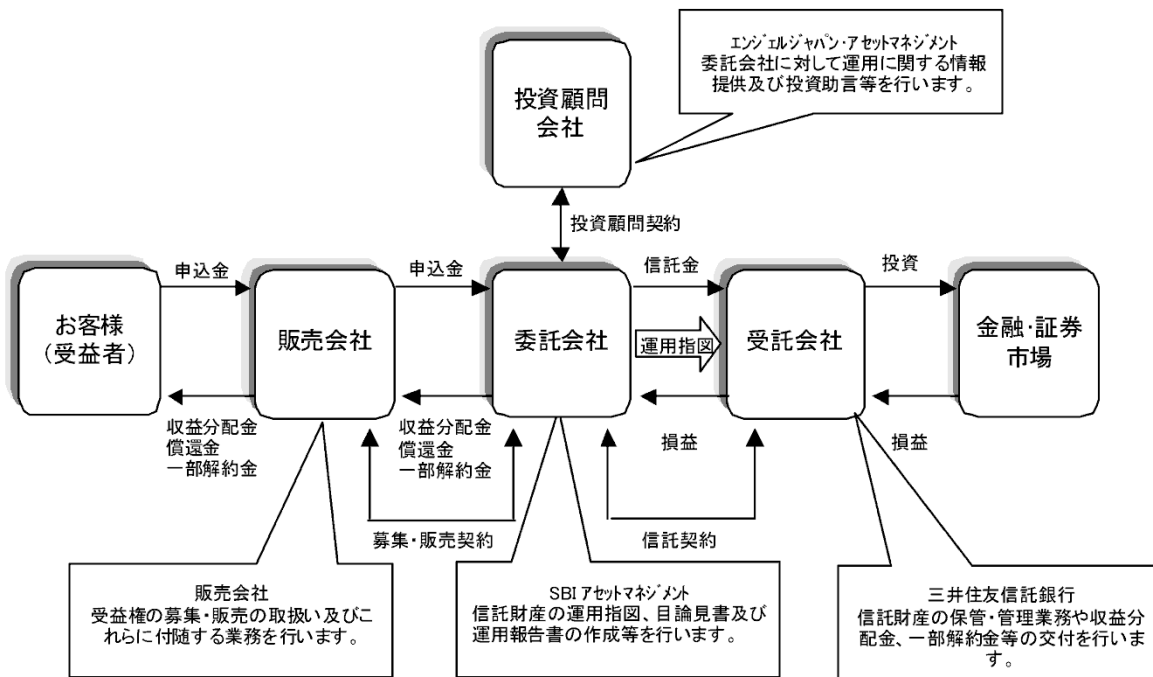 エンジェルジャパン・アセットマネジメント
委託会社に対して運用に関する情報
提供及び投資助言等を行います。
投資顧問
会社
投資顧問契約
申込金
申込金
信託金
投資
お客様
（受益者）
販売会社
委託会社
運用指図
受託会社
金融・証券
市場
収益分配金
償還金
一部解約金
収益分配金
償還金
一部解約金
損益
損益
募集・販売契約
信託契約
販売会社
受益権の募集・販売の取扱い及びこ
れらに付随する業務を行います。
SBIアセットマネジメント
信託財産の運用指図、目論見書及び
運用報告書の作成等を行います。
三井住友信託銀行
信託財産の保管・管理業務や収益分
配金、一部解約金等の交付を行いま
す。